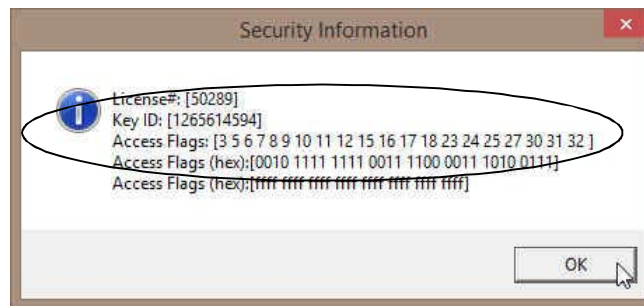 Security Information
License#: [50289]
Key ID: [1265614594]
Access Flags: [3 5 6 7 8 9 10 11 12 15 16 17 18 23 24 25 27 30 31 32 ]
Access Flags (hex):[0010 1111 1111 0011 1100 0011 1010 0111]
Access Flags (hex):[ffff ffff ffff ffff ffff ffff ffff ffff]
OK